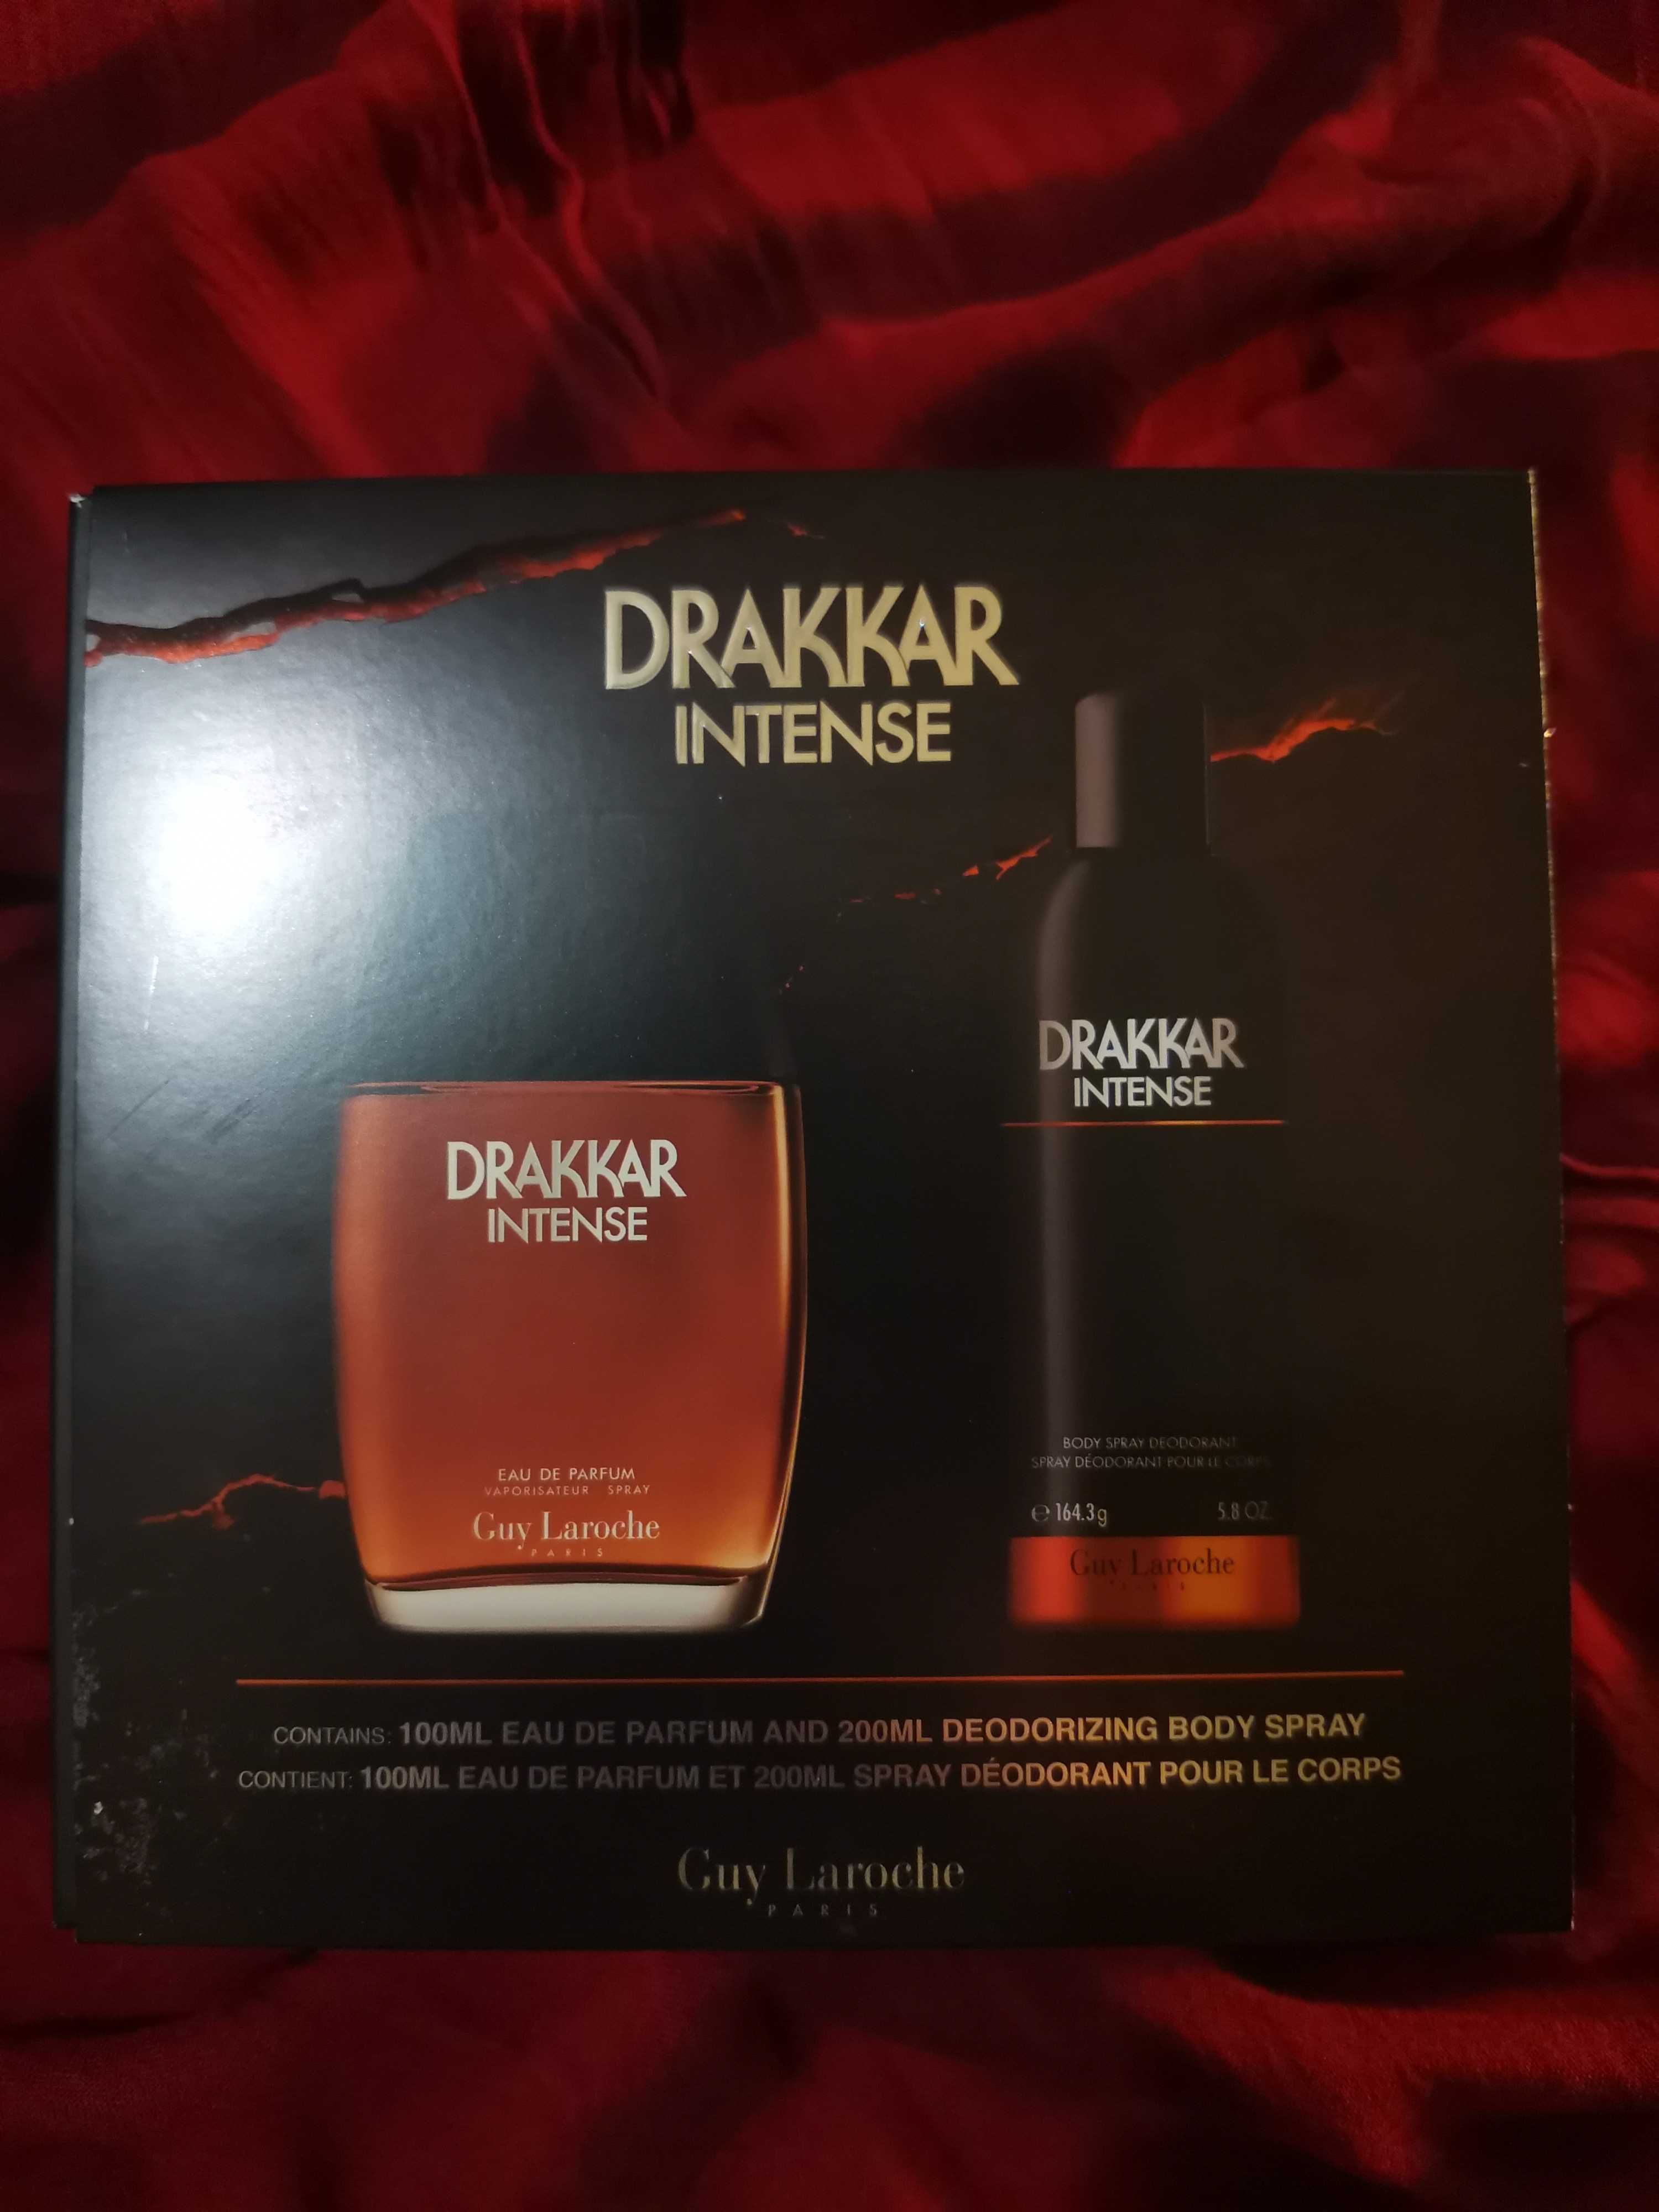 DRAKKAR
INTENSE
DRAKKAR
INTENSE
BODY SPRAY DEODORANT
SPRAY DÉODORANT POUR LE CORPS
℮ 164.3g 5.8 OZ.
Guy Laroche
PARIS
DRAKKAR
INTENSE
EAU DE PARFUM
VAPORISATEUR SPRAY
Guy Laroche
PARIS
CONTAINS: 100ML EAU DE PARFUM AND 200ML DEODORIZING BODY SPRAY
CONTIENT: 100ML EAU DE PARFUM ET 200ML SPRAY DÉODORANT POUR LE CORPS
Guy Laroche
PARIS